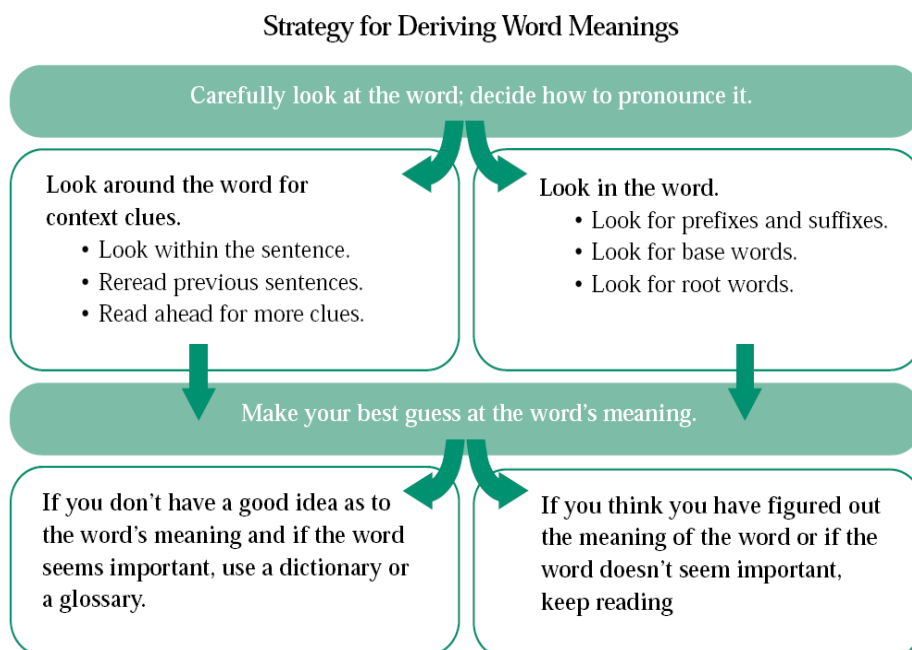 Strategy for Deriving Word Meanings
Carefully look at the word; decide how to pronounce it.
Look around the word for
context clues.
• Look within the sentence.
• Reread previous sentences.
• Read ahead for more clues.
Look in the word.
• Look for prefixes and suffixes.
• Look for base words.
• Look for root words.
Make your best guess at the word's meaning.
If you don't have a good idea as to
the word's meaning and if the word
seems important, use a dictionary or
a glossary.
If you think you have figured out
the meaning of the word or if the
word doesn't seem important,
keep reading